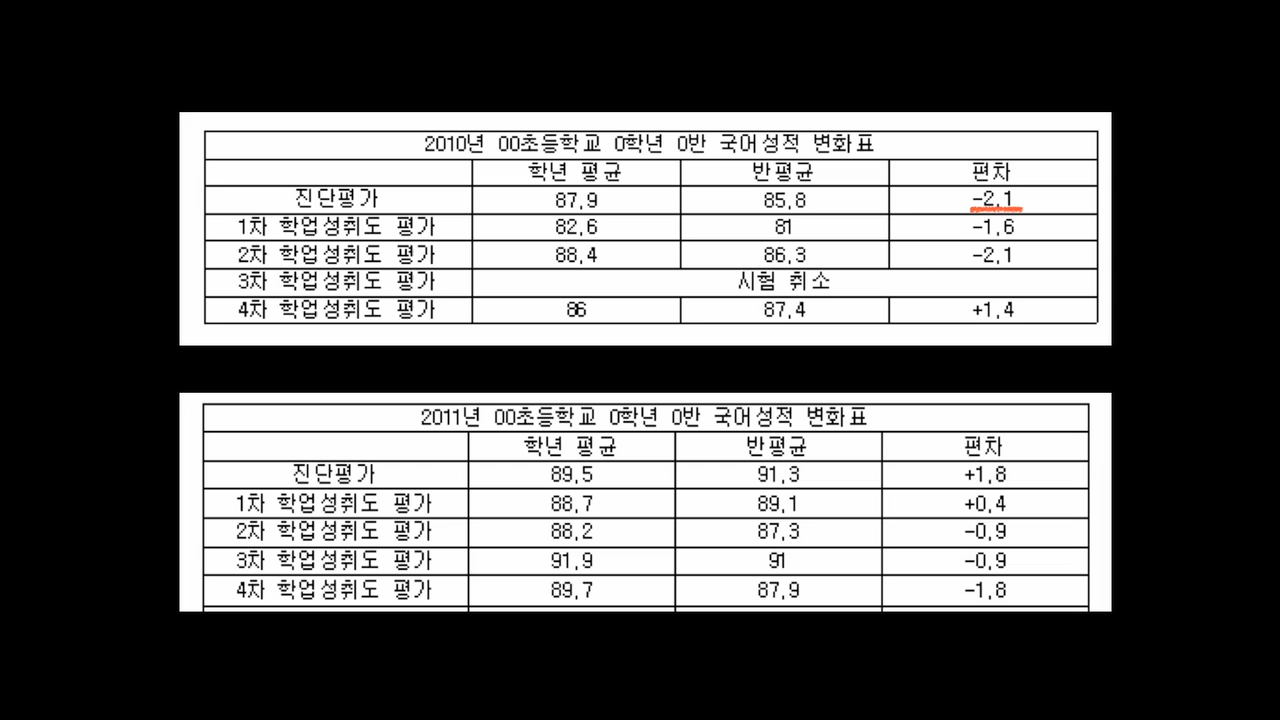 2010년 00초등학교 0학년 0반 국어성적 변화표
학년 평균 반평균 편차
진단평가 87.9 85.8 -2.1
1차 학업성취도 평가 82.6 81 -1.6
2차 학업성취도 평가 88.4 86.3 -2.1
3차 학업성취도 평가 시험 취소
4차 학업성취도 평가 86 87.4 +1.4
2011년 00초등학교 0학년 0반 국어성적 변화표
학년 평균 반평균 편차
진단평가 89.5 91.3 +1.8
1차 학업성취도 평가 88.7 89.1 +0.4
2차 학업성취도 평가 88.2 87.3 -0.9
3차 학업성취도 평가 91.9 91 -0.9
4차 학업성취도 평가 89.7 87.9 -1.8